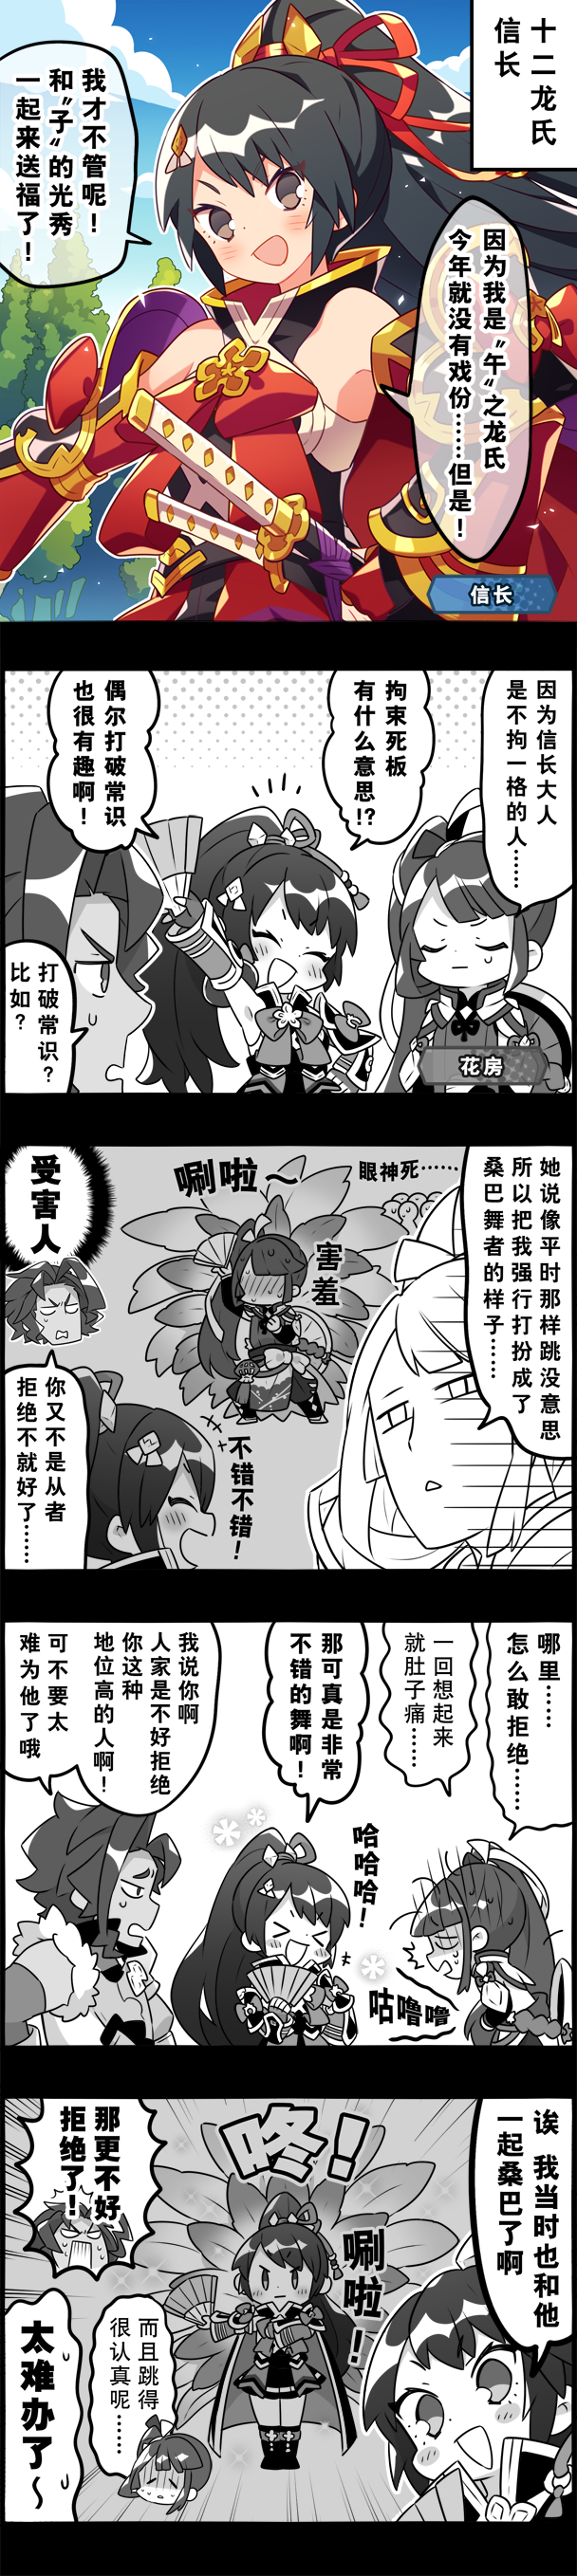 十二龙氏
信长
因为我是〝午〞之龙氏
今年就没有戏份……但是！
我才不管呢！
和〝子〞的光秀
一起来送福了！
信长
因为信长大人
是不拘一格的人……
拘束死板
有什么意思!?
偶尔打破常识
也很有趣啊！
打破常识？
比如？
花房
她说像平时那样跳没意思
所以把我强行打扮成了
桑巴舞者的样子……
眼神死……
唰啦～
害羞
不错不错！
受害人
你又不是从者
拒绝不就好了……
哪里……
怎么敢拒绝……
一回想起来
就肚子痛……
那可真是非常
不错的舞啊！
哈哈哈！
咕噜噜
我说你啊
人家是不好拒绝
你这种
地位高的人啊！
可不要太
难为他了哦
诶 我当时也和他
一起桑巴了啊
咚！
唰啦！
那更不好
拒绝了！
而且跳得
很认真呢……
太难办了～